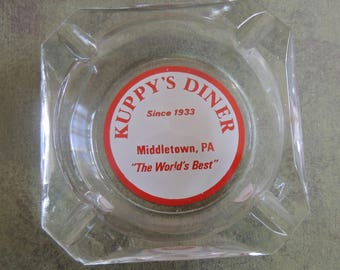 KUPPY'S DINER
Since 1933
Middletown, PA
"The World's Best"